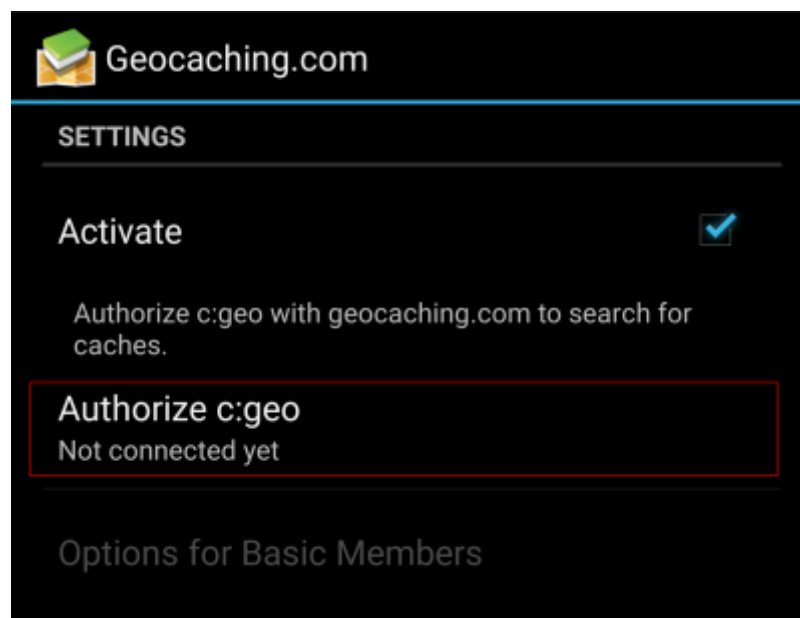 Geocaching.com
SETTINGS
Activate
Authorize c:geo with geocaching.com to search for
caches.
Authorize c:geo
Not connected yet
Options for Basic Members